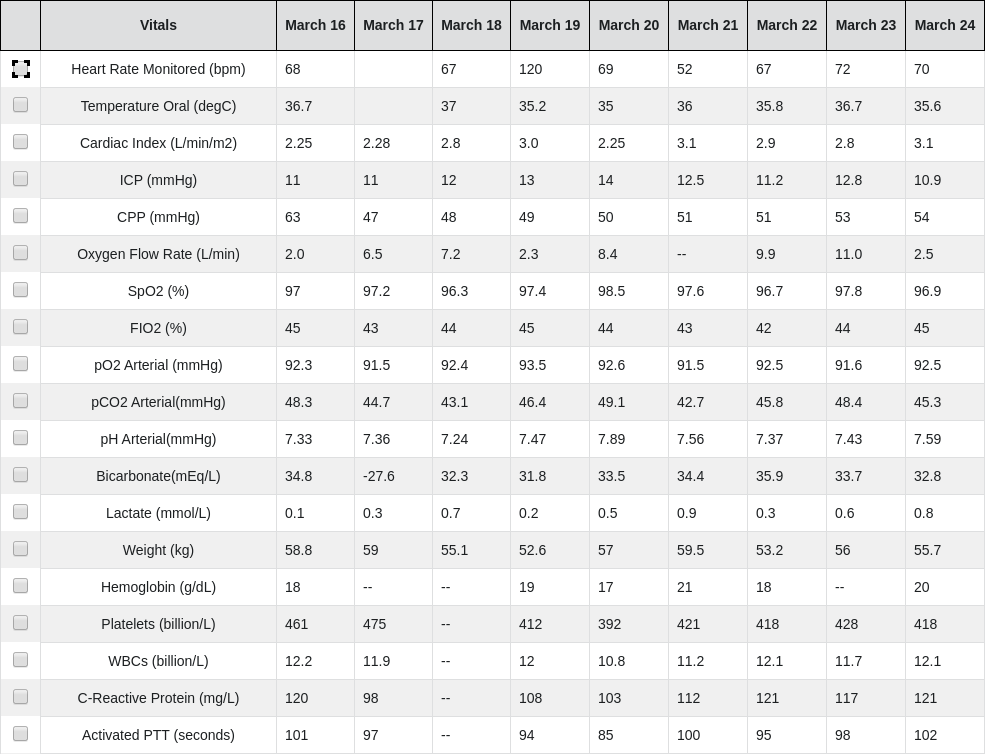 Vitals March 16 March 17 March 18 March 19 March 20 March 21 March 22 March 23 March 24
Heart Rate Monitored (bpm) 68 67 120 69 52 67 72 70
Temperature Oral (degC) 36.7 37 35.2 35 36 35.8 36.7 35.6
Cardiac Index (L/min/m2) 2.25 2.28 2.8 3.0 2.25 3.1 2.9 2.8 3.1
ICP (mmHg) 11 11 12 13 14 12.5 11.2 12.8 10.9
CPP (mmHg) 63 47 48 49 50 51 51 53 54
Oxygen Flow Rate (L/min) 2.0 6.5 7.2 2.3 8.4 -- 9.9 11.0 2.5
SpO2 (%) 97 97.2 96.3 97.4 98.5 97.6 96.7 97.8 96.9
FIO2 (%) 45 43 44 45 44 43 42 44 45
pO2 Arterial (mmHg) 92.3 91.5 92.4 93.5 92.6 91.5 92.5 91.6 92.5
pCO2 Arterial(mmHg) 48.3 44.7 43.1 46.4 49.1 42.7 45.8 48.4 45.3
pH Arterial(mmHg) 7.33 7.36 7.24 7.47 7.89 7.56 7.37 7.43 7.59
Bicarbonate(mEq/L) 34.8 -27.6 32.3 31.8 33.5 34.4 35.9 33.7 32.8
Lactate (mmol/L) 0.1 0.3 0.7 0.2 0.5 0.9 0.3 0.6 0.8
Weight (kg) 58.8 59 55.1 52.6 57 59.5 53.2 56 55.7
Hemoglobin (g/dL) 18 -- -- 19 17 21 18 -- 20
Platelets (billion/L) 461 475 -- 412 392 421 418 428 418
WBCs (billion/L) 12.2 11.9 -- 12 10.8 11.2 12.1 11.7 12.1
C-Reactive Protein (mg/L) 120 98 -- 108 103 112 121 117 121
Activated PTT (seconds) 101 97 -- 94 85 100 95 98 102